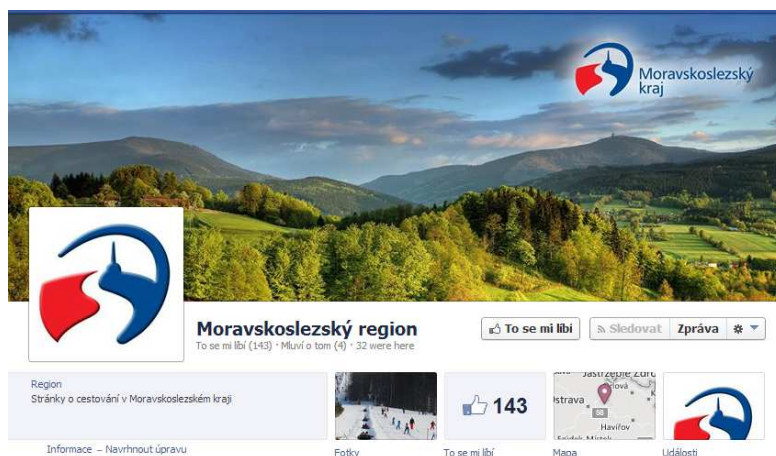 Moravskoslezský
kraj
Moravskoslezský region
To se mi líbí (143) · Mluví o tom (4) · 32 were here
To se mi líbí
Sledovat
Zpráva
Region
Stránky o cestování v Moravskoslezském kraji
143
Jastrzębie Zdró
Ostrava
Havířov
Informace – Navrhnout úpravu
Fotky
To se mi líbí
Mapa
Události